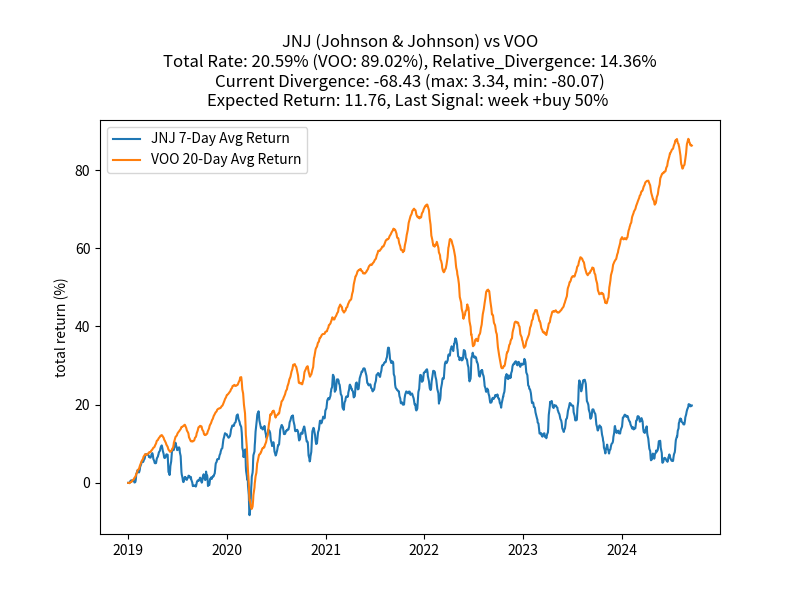 JNJ (Johnson & Johnson) vs VOO
Total Rate: 20.59% (VOO: 89.02%), Relative_Divergence: 14.36%
Current Divergence: -68.43 (max: 3.34, min: -80.07)
Expected Return: 11.76, Last Signal: week +buy 50%
JNJ 7-Day Avg Return
VOO 20-Day Avg Return
total return (%)
80
60
40
20
0
2019 2020 2021 2022 2023 2024